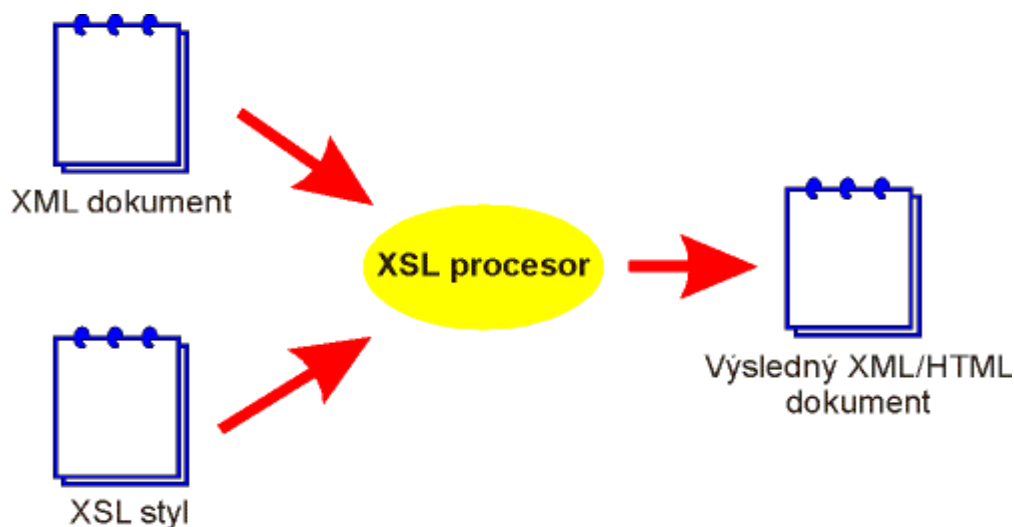 XML dokument
XSL procesor
Výsledný XML/HTML
dokument
XSL styl